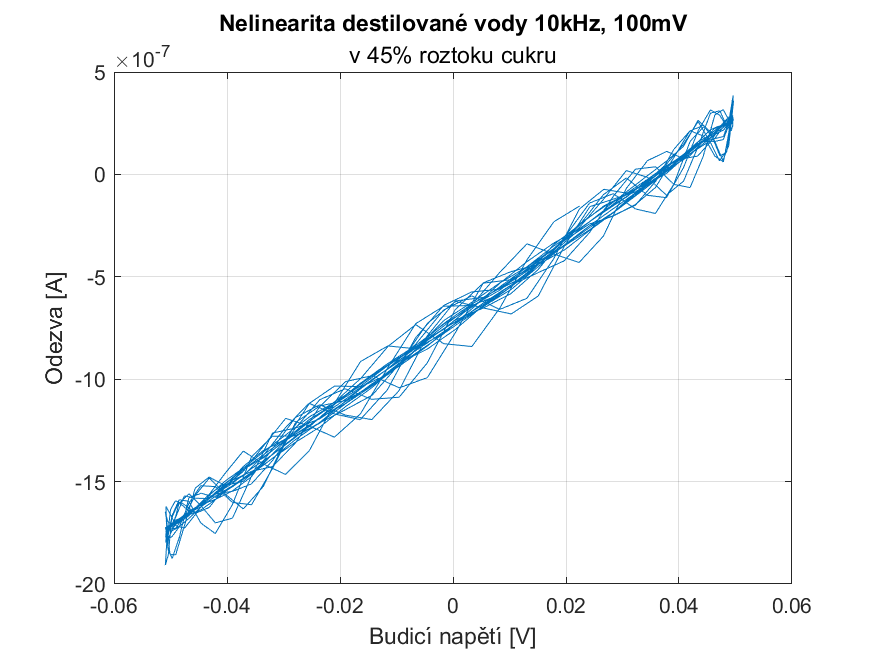 Nelinearita destilované vody 10kHz, 100mV
v 45% roztoku cukru
×10^-7
5
0
-5
-10
-15
-20
-0.06 -0.04 -0.02 0 0.02 0.04 0.06
Odezva [A]
Budicí napětí [V]